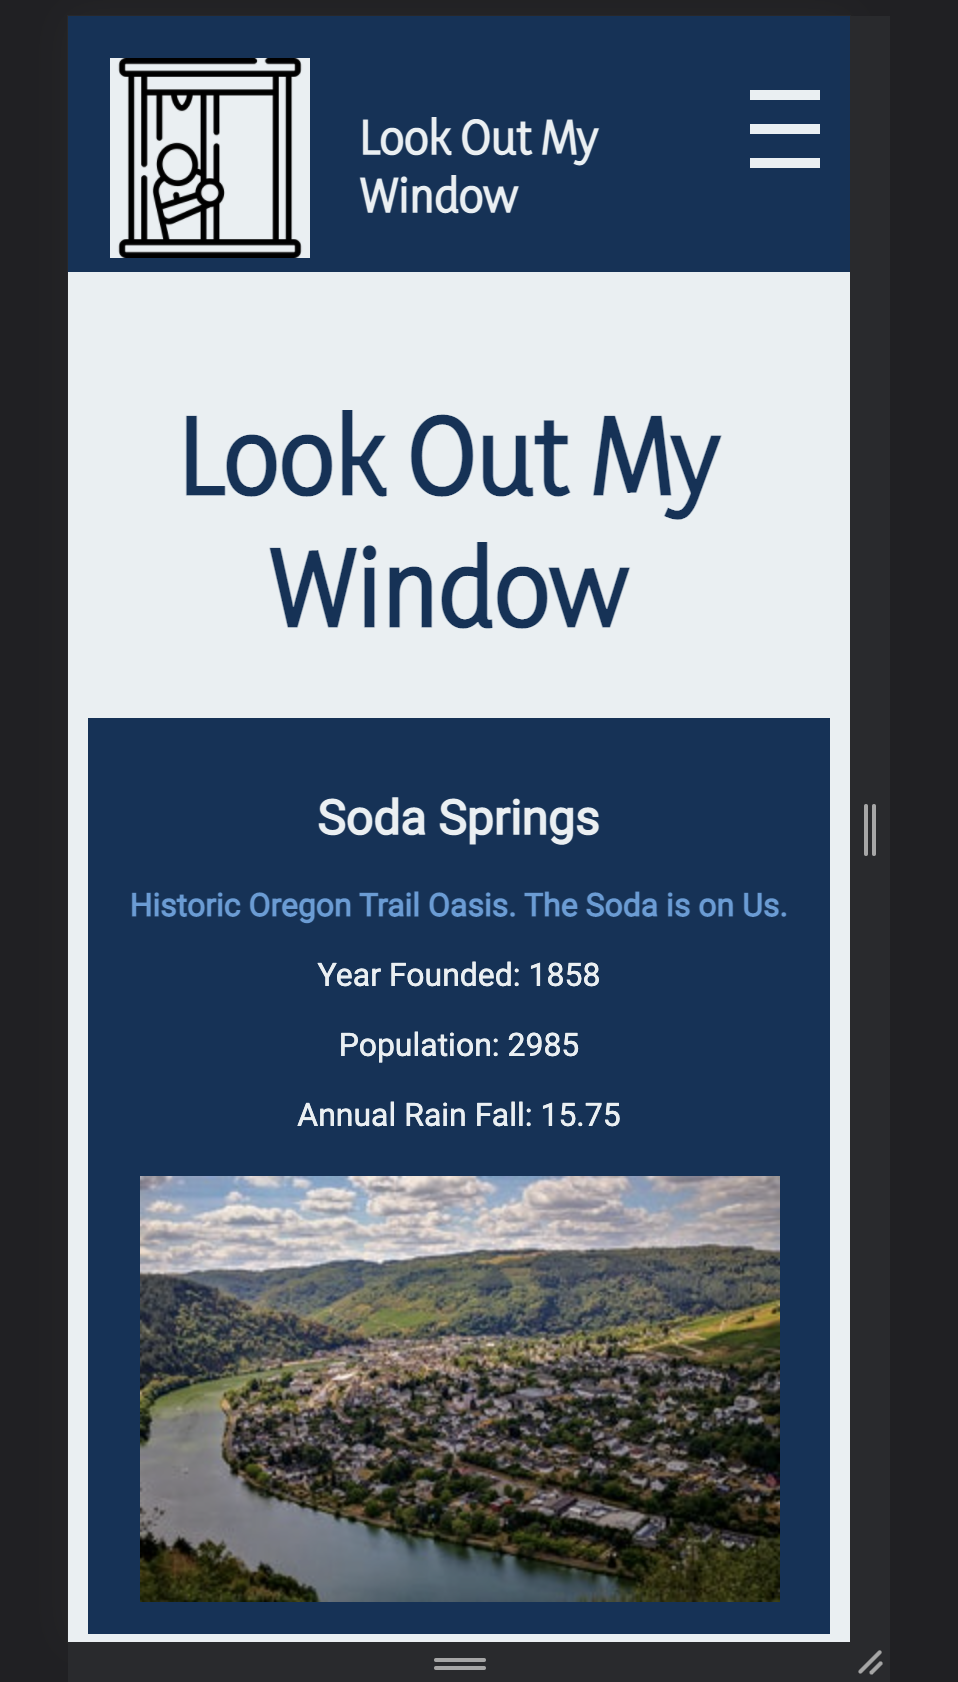 Look Out My
Window
Look Out My
Window
Soda Springs
Historic Oregon Trail Oasis. The Soda is on Us.
Year Founded: 1858
Population: 2985
Annual Rain Fall: 15.75